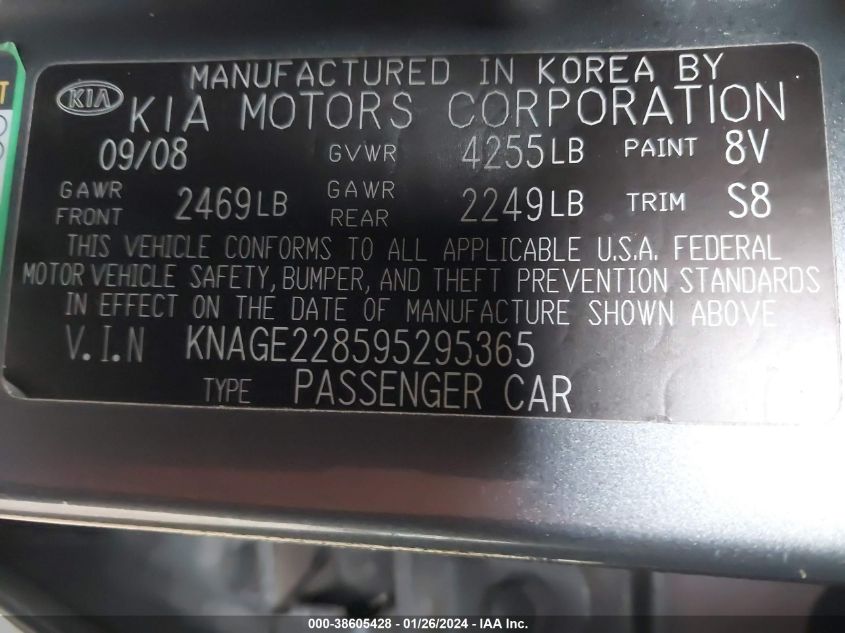 MANUFACTURED IN KOREA BY
KIA KIA MOTORS CORPORATION
09/08 GVWR 4255LB PAINT 8V
GAWR FRONT 2469LB GAWR REAR 2249LB TRIM S8
THIS VEHICLE CONFORMS TO ALL APPLICABLE U.S.A. FEDERAL
MOTOR VEHICLE SAFETY, BUMPER, AND THEFT PREVENTION STANDARDS
IN EFFECT ON THE DATE OF MANUFACTURE SHOWN ABOVE
V.I.N KNAGE228595295365
TYPE PASSENGER CAR
000-38605428 - 01/26/2024 - IAA Inc.